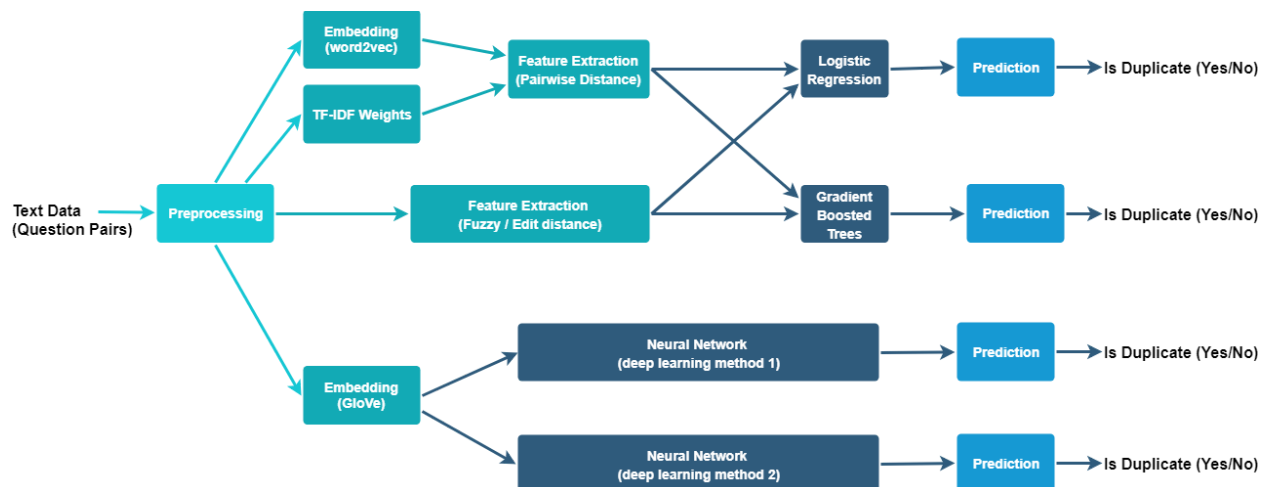 Embedding
(word2vec)
TF-IDF Weights
Feature Extraction
(Pairwise Distance)
Logistic
Regression
Prediction
Is Duplicate (Yes/No)
Text Data
(Question Pairs)
Preprocessing
Feature Extraction
(Fuzzy / Edit distance)
Gradient
Boosted
Trees
Prediction
Is Duplicate (Yes/No)
Embedding
(GloVe)
Neural Network
(deep learning method 1)
Prediction
Is Duplicate (Yes/No)
Neural Network
(deep learning method 2)
Prediction
Is Duplicate (Yes/No)